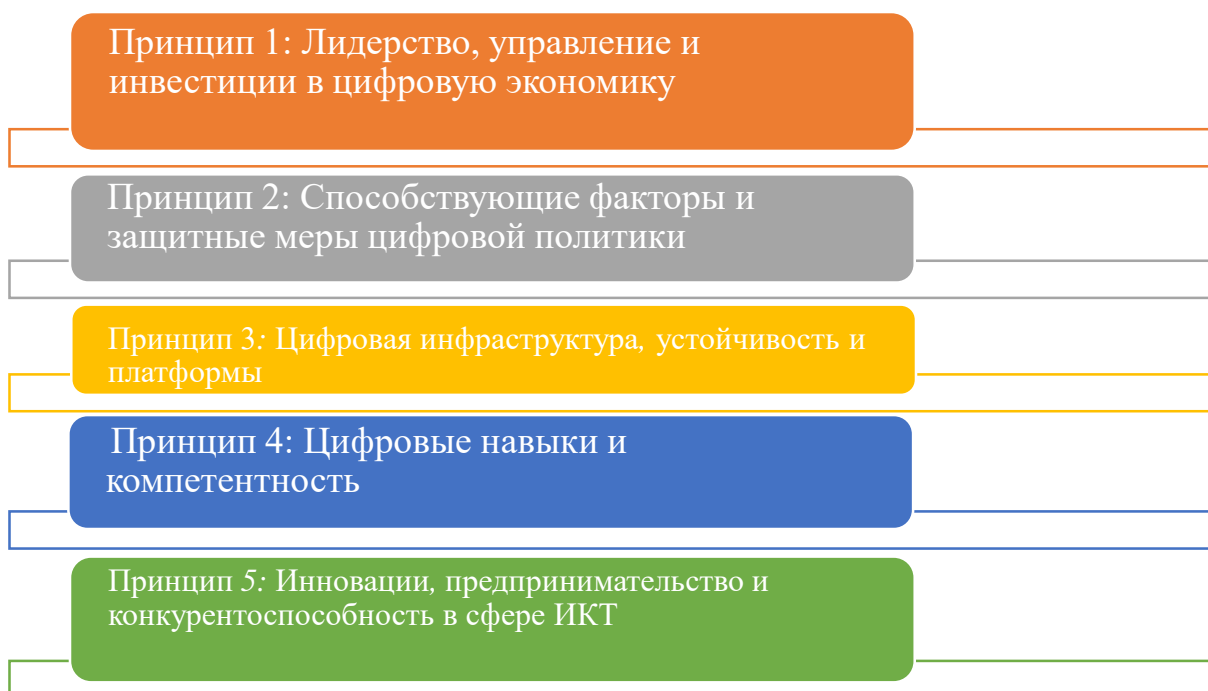 Принцип 1: Лидерство, управление и
инвестиции в цифровую экономику
Принцип 2: Способствующие факторы и
защитные меры цифровой политики
Принцип 3: Цифровая инфраструктура, устойчивость и
платформы
Принцип 4: Цифровые навыки и
компетентность
Принцип 5: Инновации, предпринимательство и
конкурентоспособность в сфере ИКТ